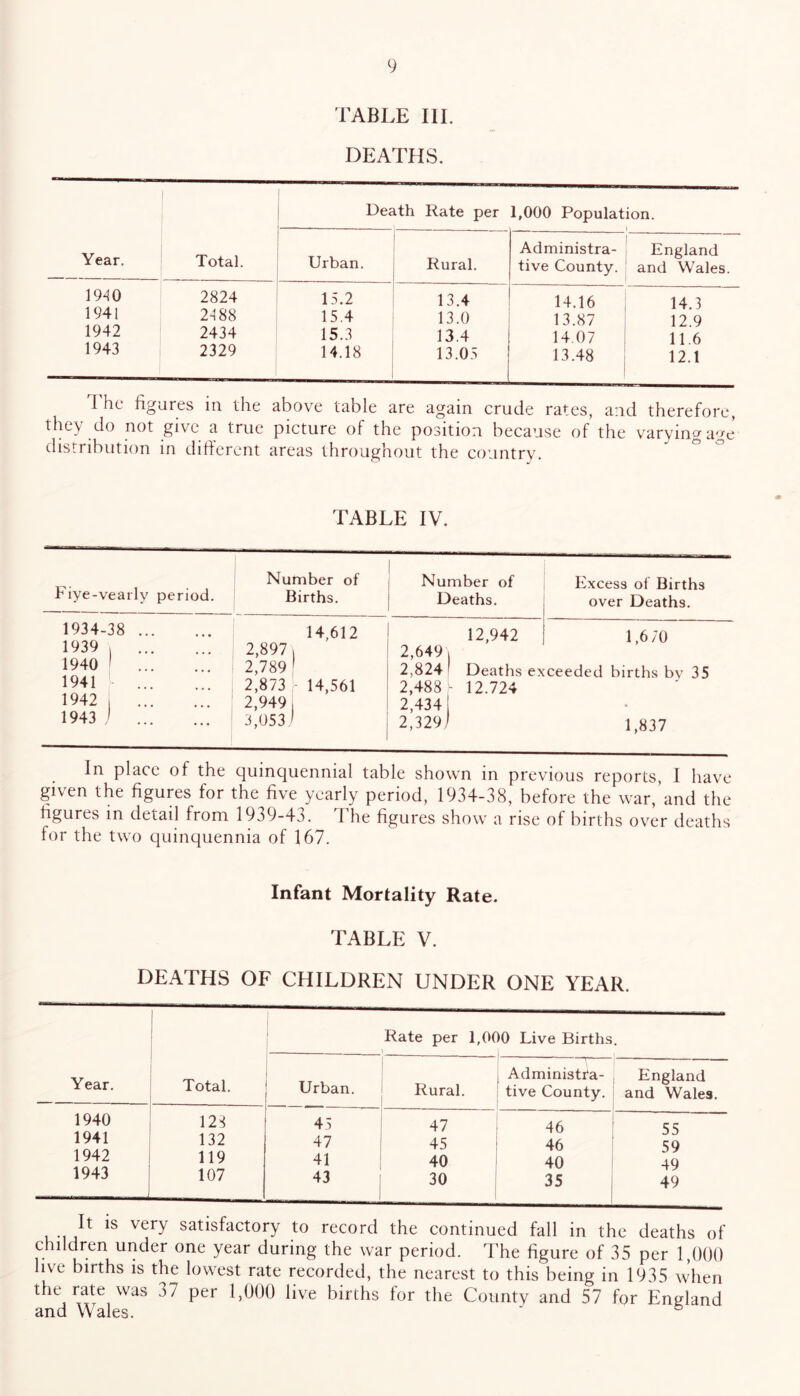 9
TABLE III.
DEATHS.
Death Rate per 1,000 Population.
Year. Total. Urban. Rural. Administra- tive County. England and Wales.
1940 2824 15.2 13.4 14.16 14.3
1941 2488 15.4 13.0 13.87 12.9
1942 2434 15.3 13.4 14.07 11.6
1943 2329 14.18 13.05 13.48 12.1
The figures in the above table are again crude rates, and therefore,
they do not give a true picture of the position because of the varying age
distribution in different areas throughout the country.
TABLE IV.
Fiye-yearly period. Number of Births. Number of Deaths. Excess of Births over Deaths.
1934-38 ... ... 14,612 12,942 1,670
1939 ... ... 2,897 2,649
1940 ... ... 2,789 2,824 Deaths exceeded births by 35
1941 ... ... 2,873 14,561 2,488 12.724
1942 ... ... 2,949 2,434
1943 ... ... 3,053 2,329 1,837
In place of the quinquennial table shown in previous reports, I have
given the figures for the five yearly period, 1934-38, before the war, and the
figures in detail from 1939-43. The figures show a rise of births over deaths
for the two quinquennia of 167.
Infant Mortality Rate.
TABLE V.
DEATHS OF CHILDREN UNDER ONE YEAR.
Rate per 1,000 Live Births.
Year. Total. Urban. Rural. Administra- tive County. England and Wales.
1940 128 45 47 46 55
1941 132 47 45 46 59
1942 119 41 40 40 49
1943 107 43 30 35 49
It is very satisfactory to record the continued fall in the deaths of
children under one year during the war period. The figure of 35 per 1,000
live births is the lowest rate recorded, the nearest to this being in 1935 when
the rate was 37 per 1,000 live births for the County and 57 for England
and Wales.